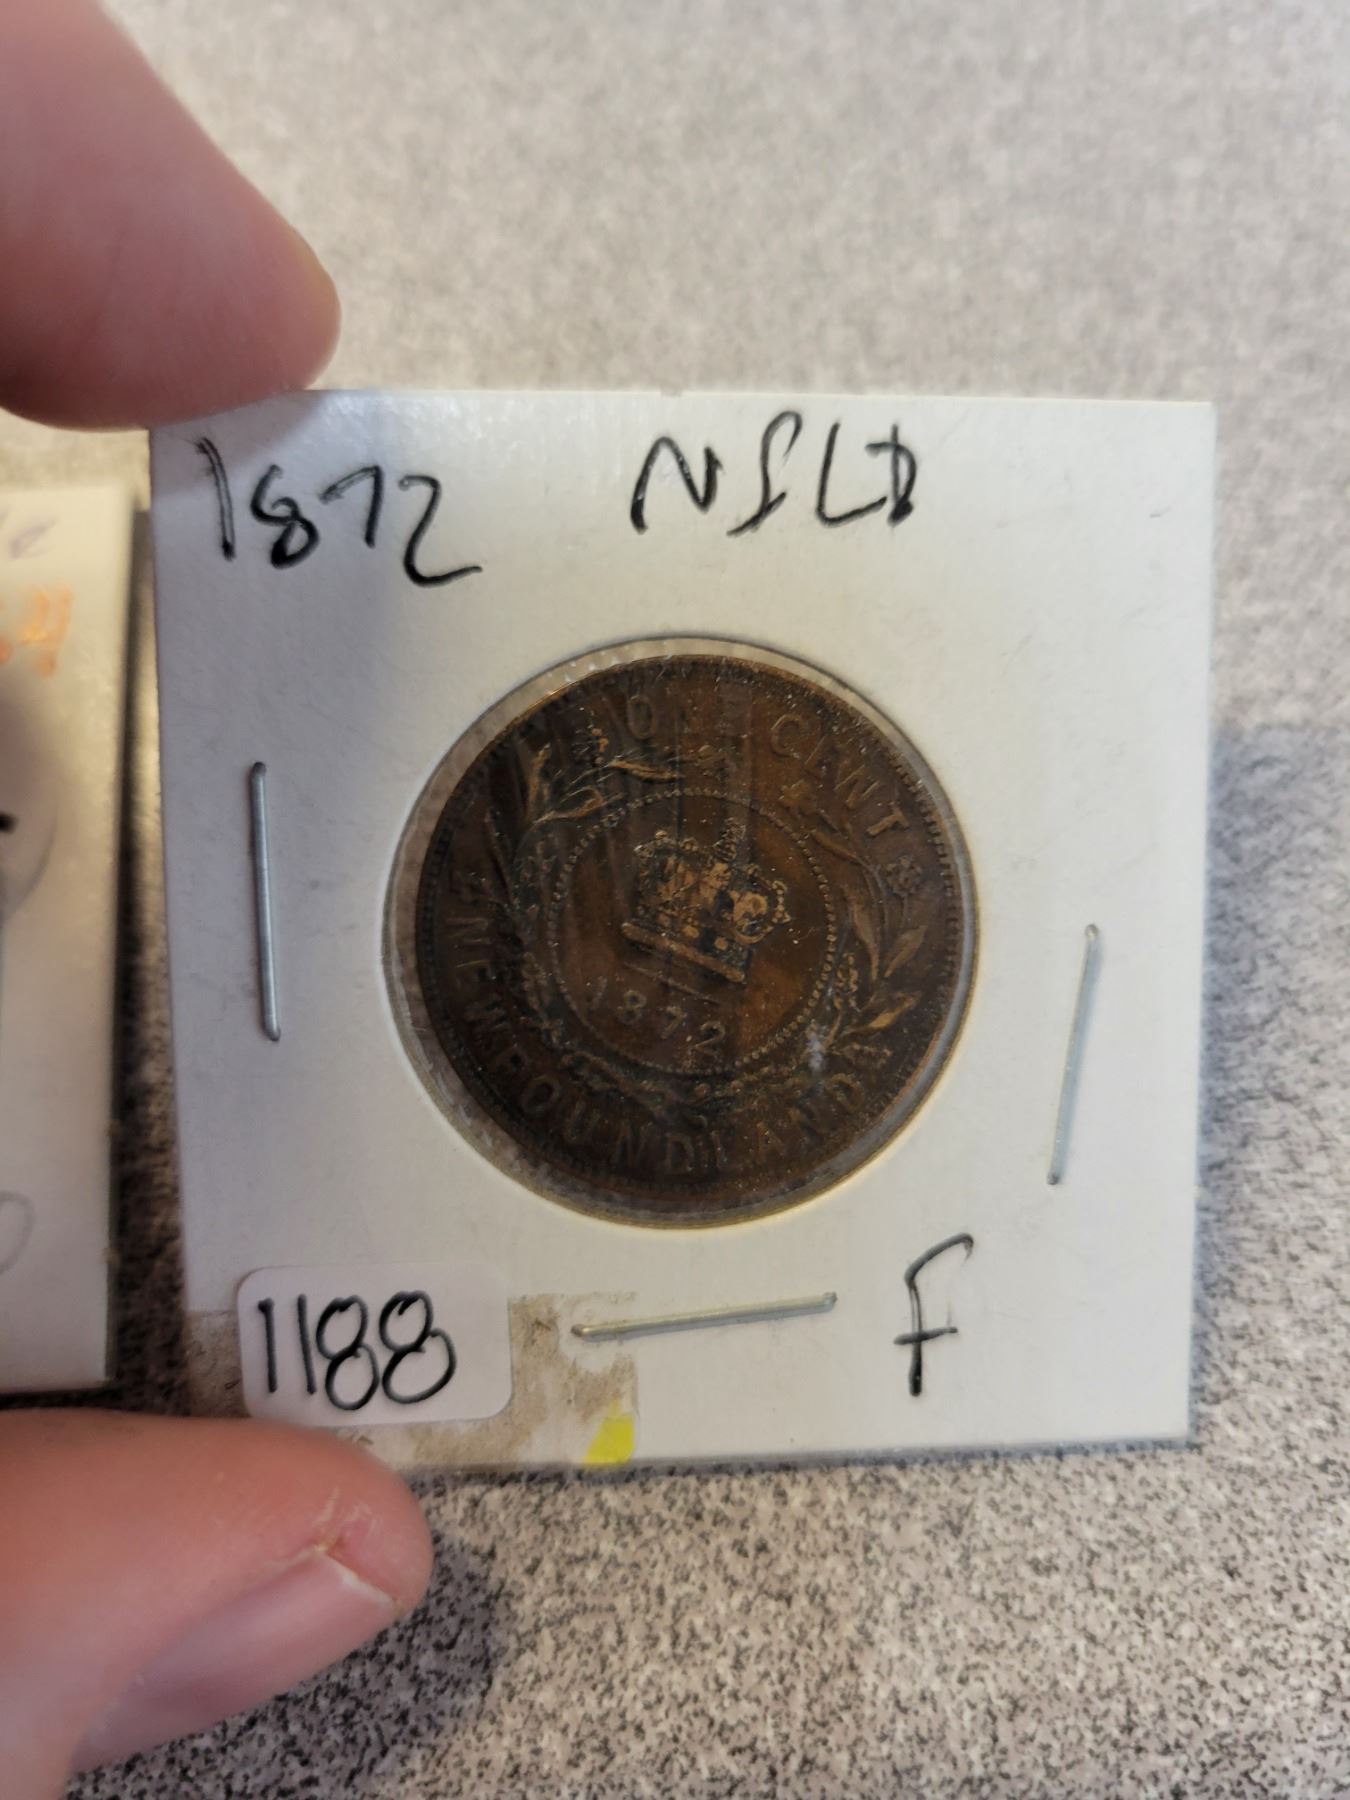 1872 NFLD
ONE CENT
1872
NEWFOUNDLAND
1188
F